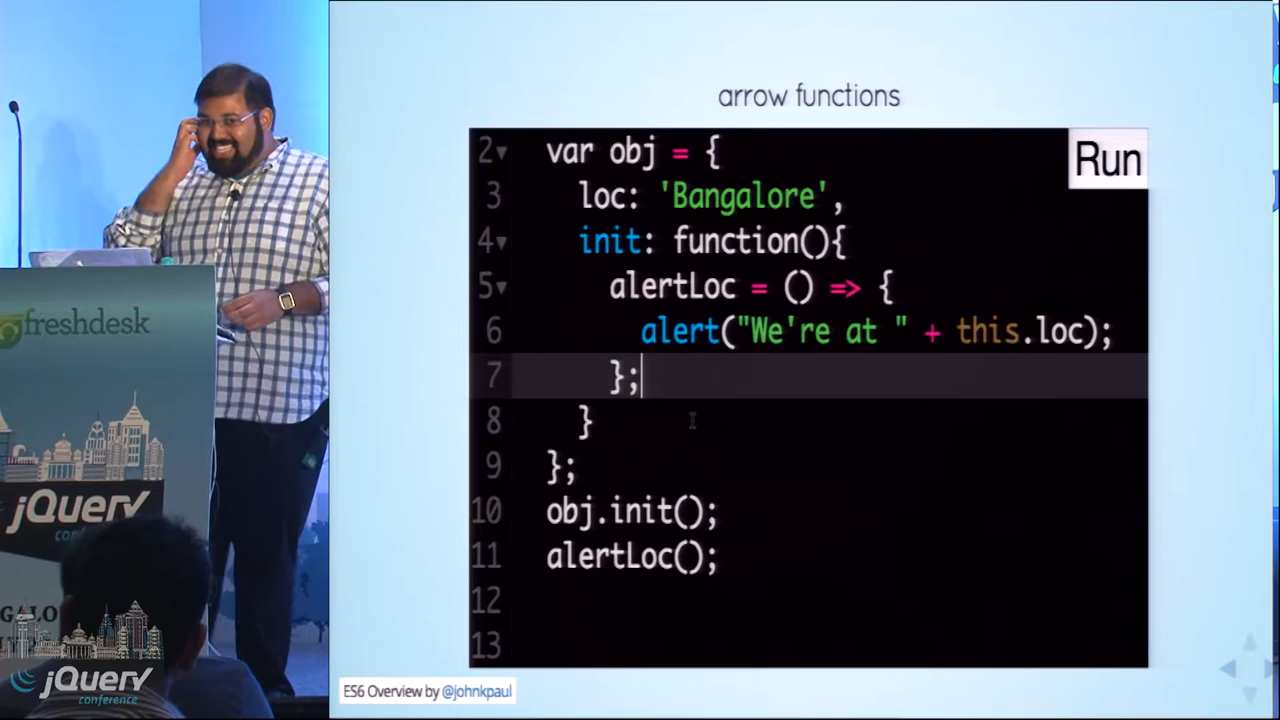 arrow functions
Run
2 var obj = {
3 loc: 'Bangalore',
4 init: function(){
5 alertLoc = () => {
6 alert("We're at " + this.loc);
7 };
8 }
9 };
10 obj.init();
11 alertLoc();
12
13
ES6 Overview by @johnkpaul
freshdesk
jQuery
jQuery
conference